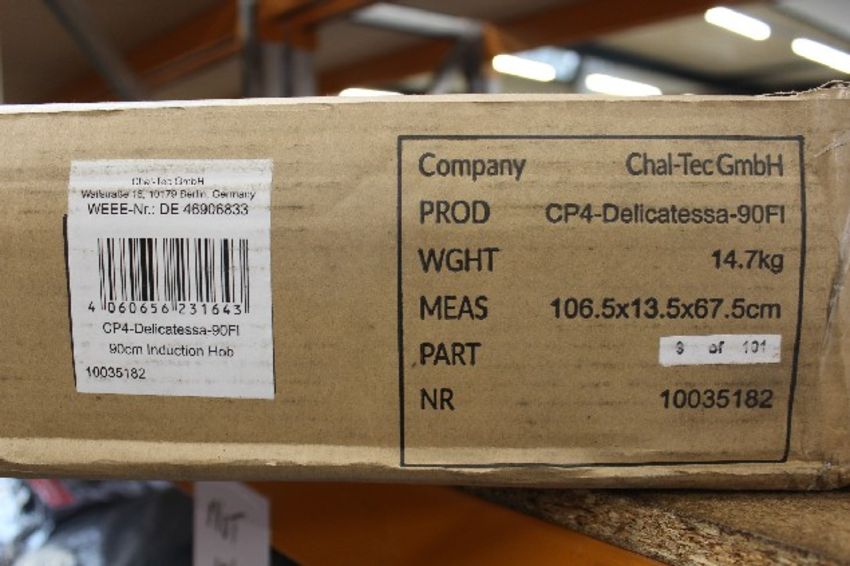 Chal-Tec GmbH
Wallstraße 16, 10179 Berlin, Germany
WEEE-Nr.: DE 46906833
4 060656 231643
CP4-Delicatessa-90FI
90cm Induction Hob
10035182
Company Chal-Tec GmbH
PROD CP4-Delicatessa-90FI
WGHT 14.7kg
MEAS 106.5x13.5x67.5cm
PART of 101
NR 10035182